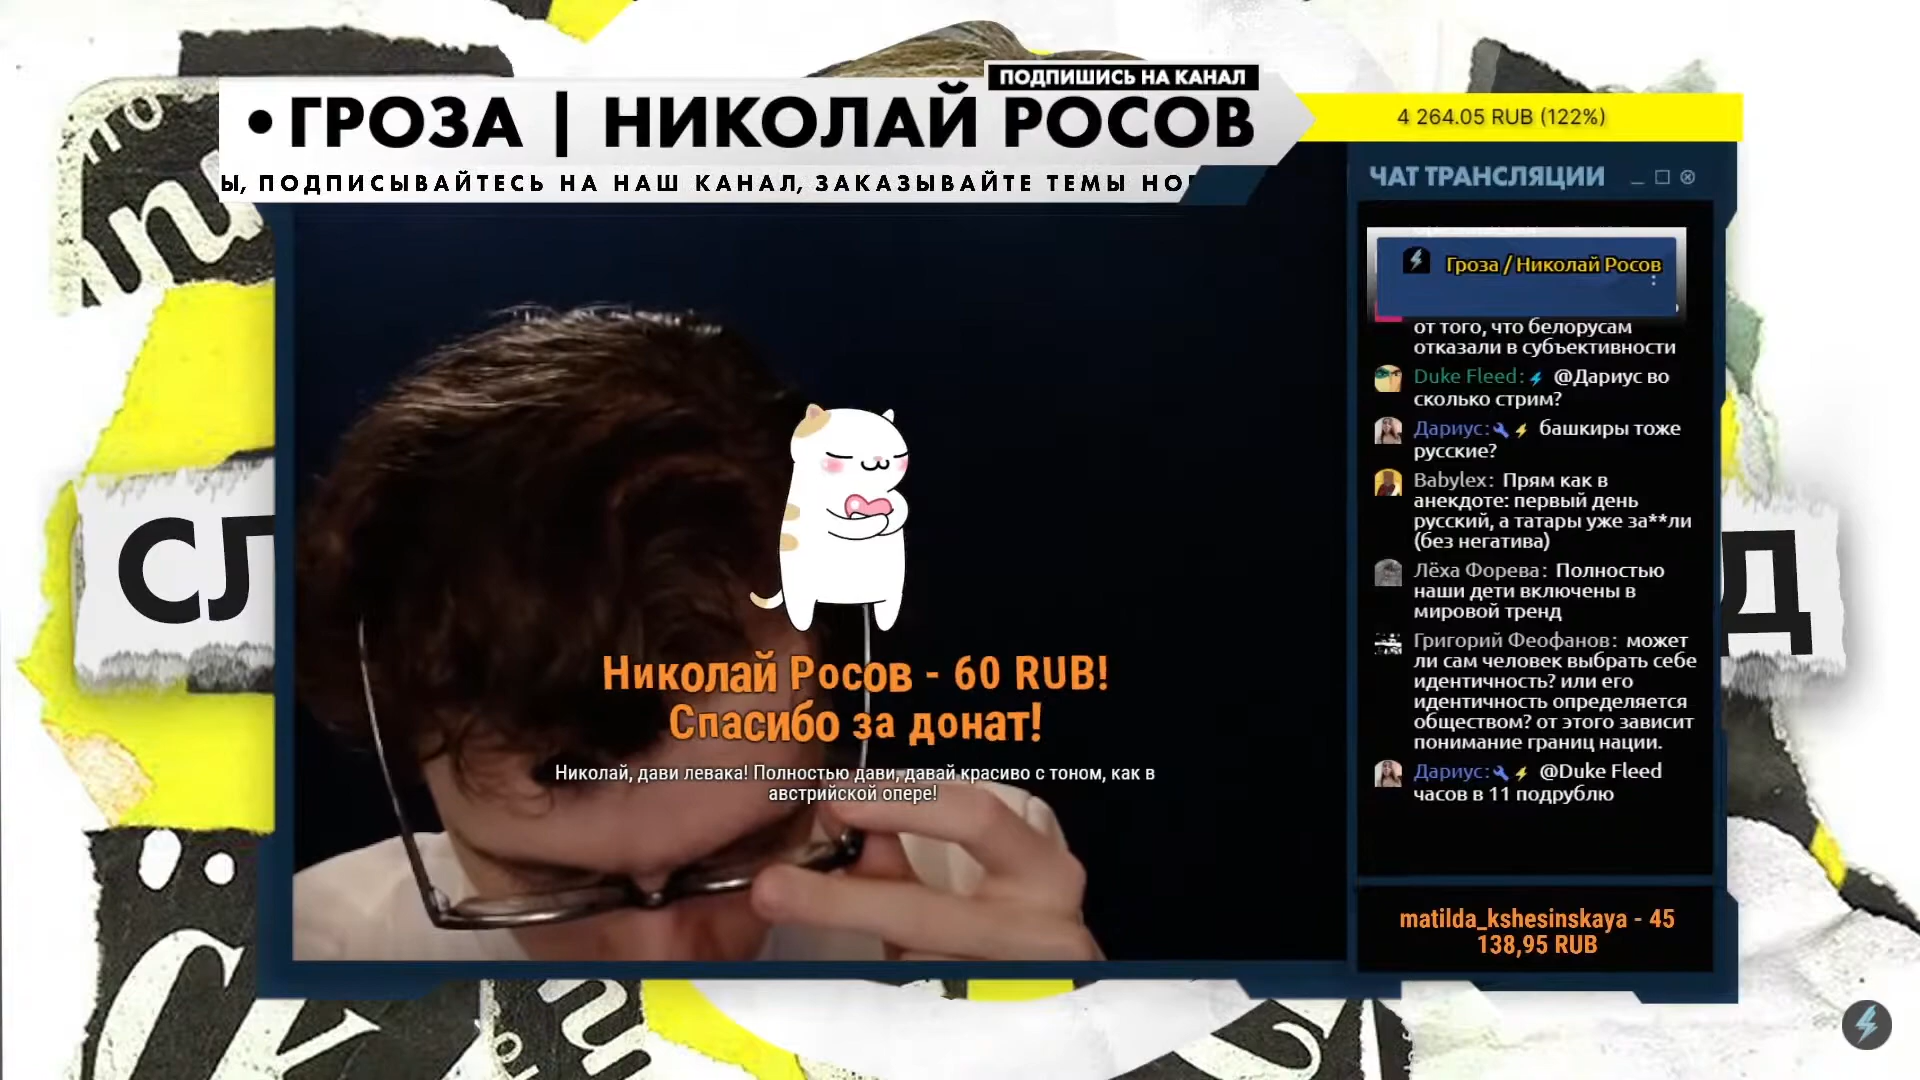 ПОДПИШИСЬ НА КАНАЛ
•ГРОЗА | НИКОЛАЙ РОСОВ
Ы, ПОДПИСЫВАЙТЕСЬ НА НАШ КАНАЛ, ЗАКАЗЫВАЙТЕ ТЕМЫ
4 264.05 RUB (122%)
ЧАТ ТРАНСЛЯЦИИ
Гроза / Николай Росов
от того, что белорусам
отказали в субъективности
Duke Fleed: @Дариус во
сколько стрим?
Дариус: башкиры тоже
русские?
Babylex: Прям как в
анекдоте: первый день
русский, а татары уже за**ли
(без негатива)
Лёха Форева: Полностью
наши дети включены в
мировой тренд
Григорий Феофанов: может
ли сам человек выбрать себе
идентичность? или его
идентичность определяется
обществом? от этого зависит
понимание границ нации.
Дариус: @Duke Fleed
часов в 11 подрублю
matilda_kshesinskaya - 45
138,95 RUB
Николай Росов - 60 RUB!
Спасибо за донат!
Николай, дави левака! Полностью дави, давай красиво с тоном, как в
австрийской опере!
СЛ
Д